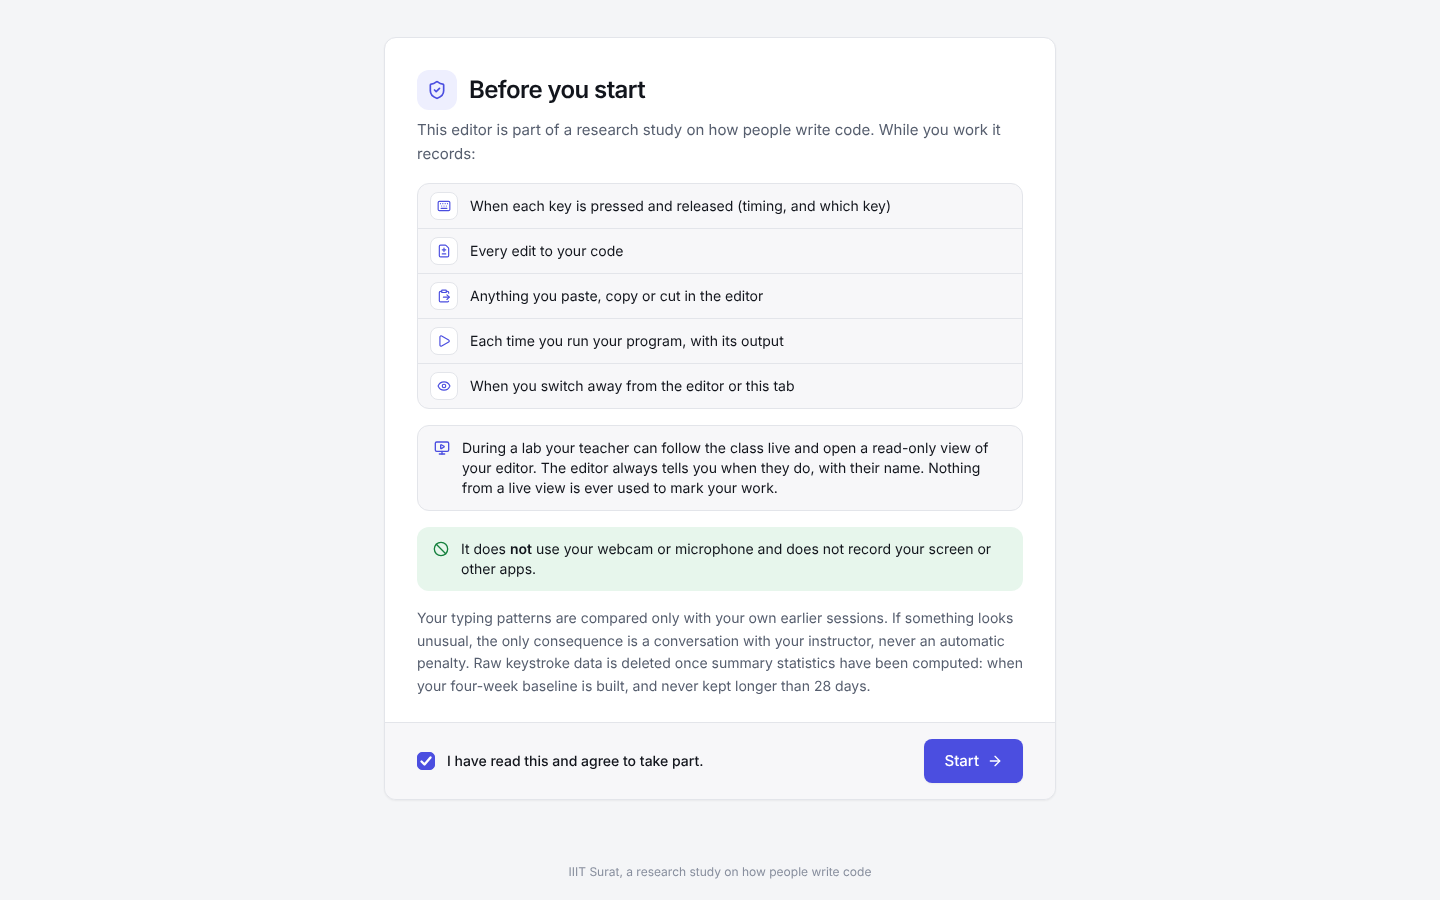 Before you start
This editor is part of a research study on how people write code. While you work it
records:
When each key is pressed and released (timing, and which key)
Every edit to your code
Anything you paste, copy or cut in the editor
Each time you run your program, with its output
When you switch away from the editor or this tab
During a lab your teacher can follow the class live and open a read-only view of
your editor. The editor always tells you when they do, with their name. Nothing
from a live view is ever used to mark your work.
It does not use your webcam or microphone and does not record your screen or
other apps.
Your typing patterns are compared only with your own earlier sessions. If something looks
unusual, the only consequence is a conversation with your instructor, never an automatic
penalty. Raw keystroke data is deleted once summary statistics have been computed: when
your four-week baseline is built, and never kept longer than 28 days.
I have read this and agree to take part.
Start
IIIT Surat, a research study on how people write code